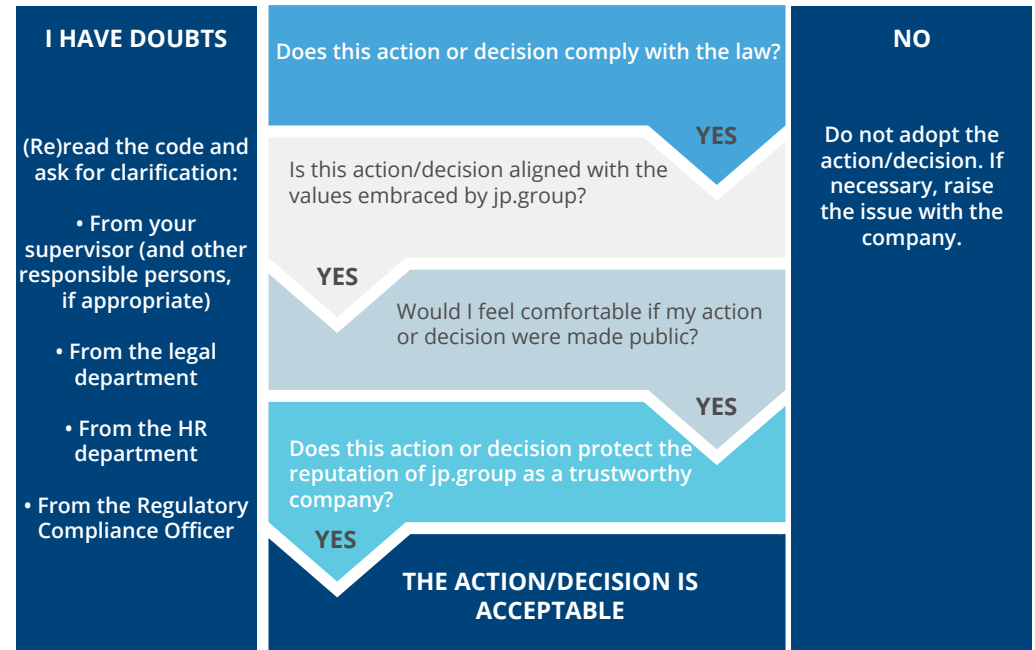 I HAVE DOUBTS
(Re)read the code and
ask for clarification:
• From your
supervisor (and other
responsible persons,
if appropriate)
• From the legal
department
• From the HR
department
• From the Regulatory
Compliance Officer
Does this action or decision comply with the law?
YES
Is this action/decision aligned with the
values embraced by jp.group?
YES
Would I feel comfortable if my action
or decision were made public?
YES
Does this action or decision protect the
reputation of jp.group as a trustworthy
company?
YES
THE ACTION/DECISION IS
ACCEPTABLE
NO
Do not adopt the
action/decision. If
necessary, raise
the issue with the
company.